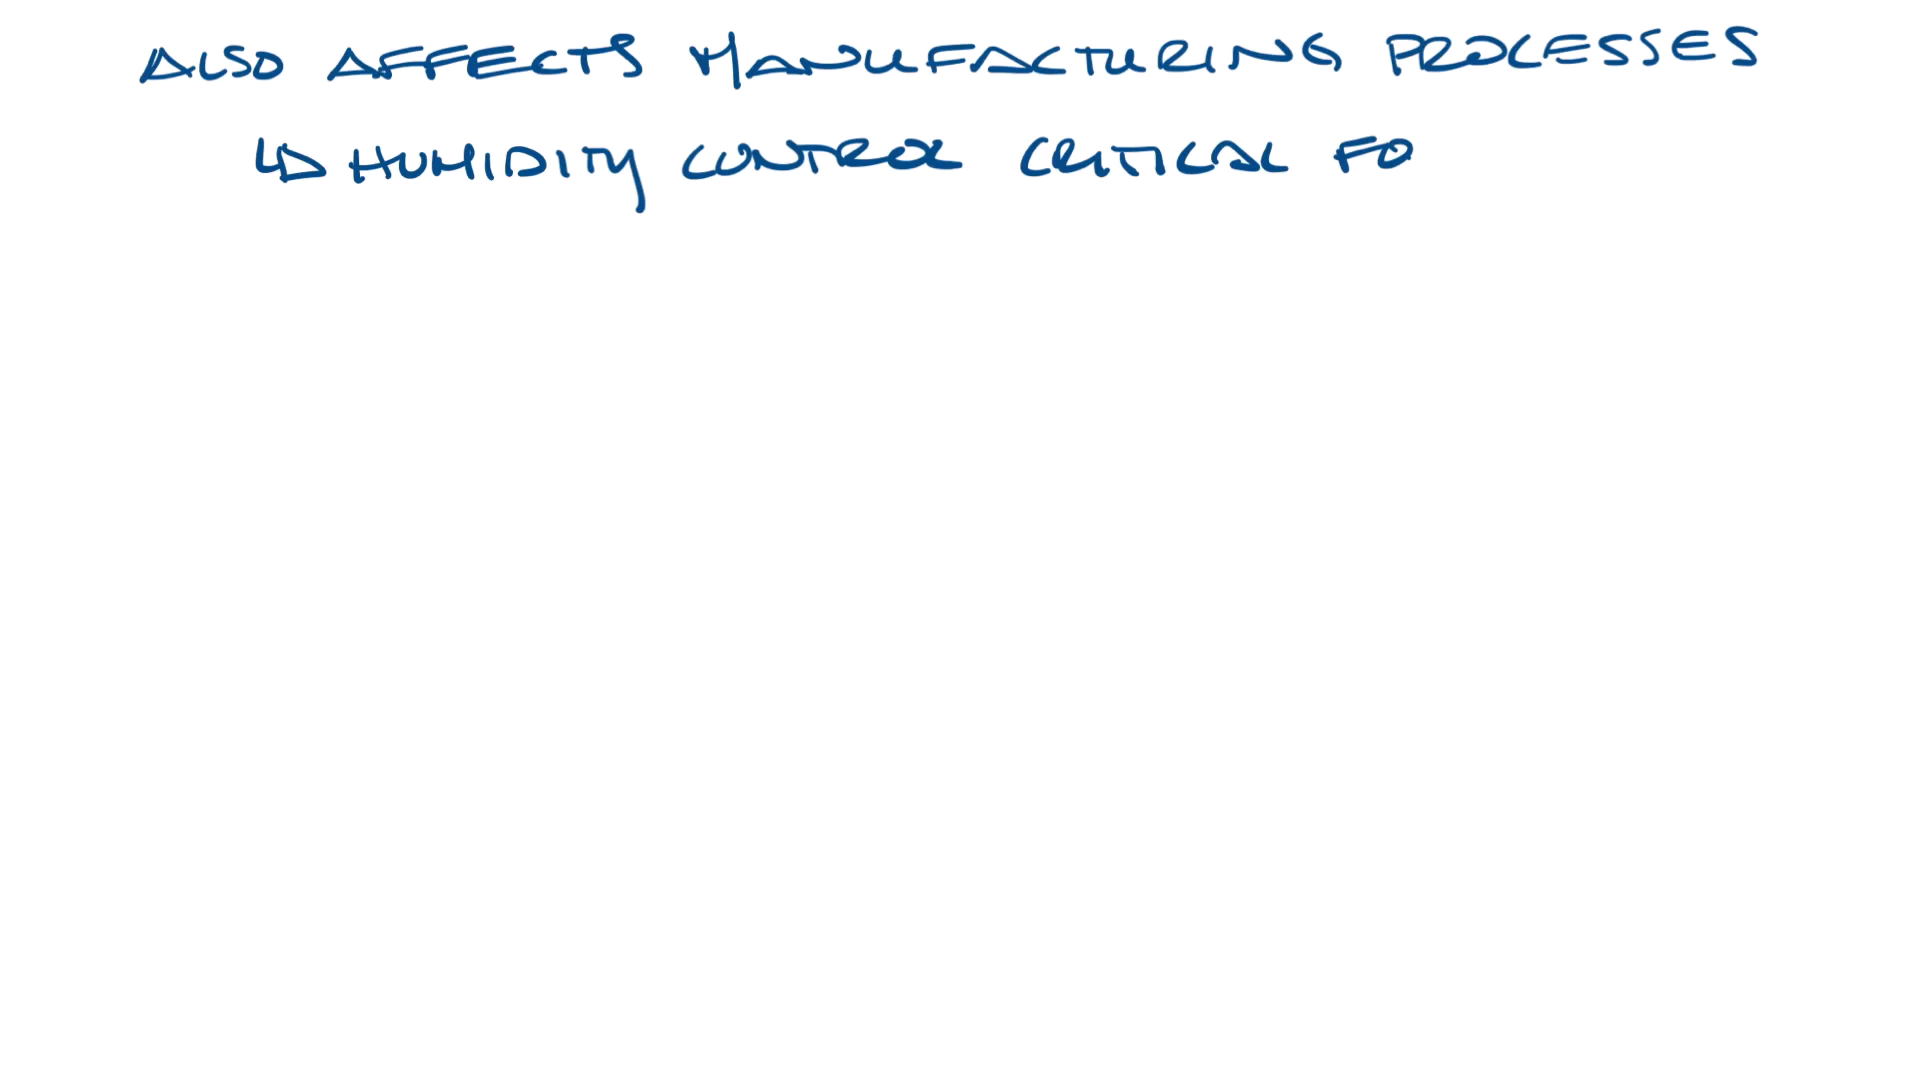 ALSO AFFECTS MANUFACTURING PROCESSES
↳ HUMIDITY CONTROL CRITICAL FO